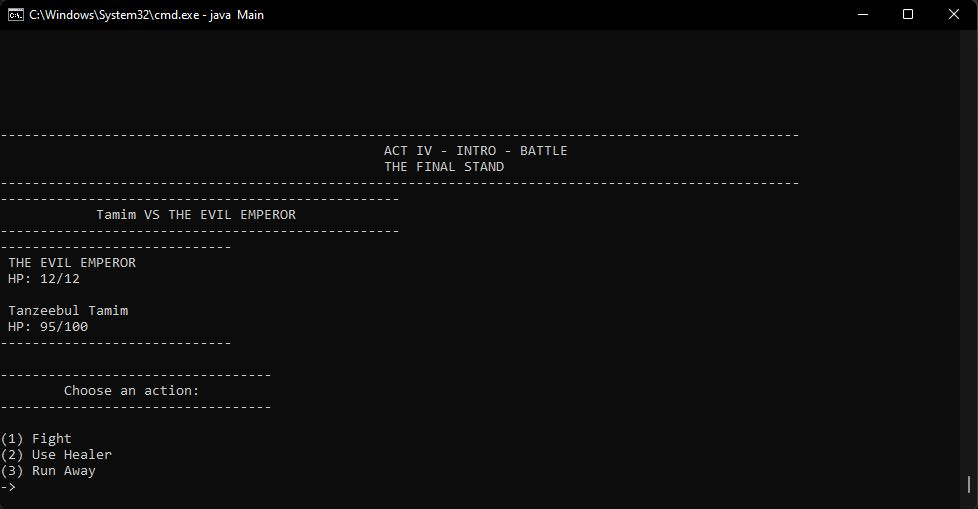 C:\Windows\System32\cmd.exe - java  Main
----------------------------------------------------------------------------------------------------
ACT IV - INTRO - BATTLE
THE FINAL STAND
----------------------------------------------------------------------------------------------------
--------------------------------------------------
Tamim VS THE EVIL EMPEROR
--------------------------------------------------
-----------------------------
THE EVIL EMPEROR
HP: 12/12
Tanzeebul Tamim
HP: 95/100
-----------------------------
----------------------------------
Choose an action:
----------------------------------
(1) Fight
(2) Use Healer
(3) Run Away
->